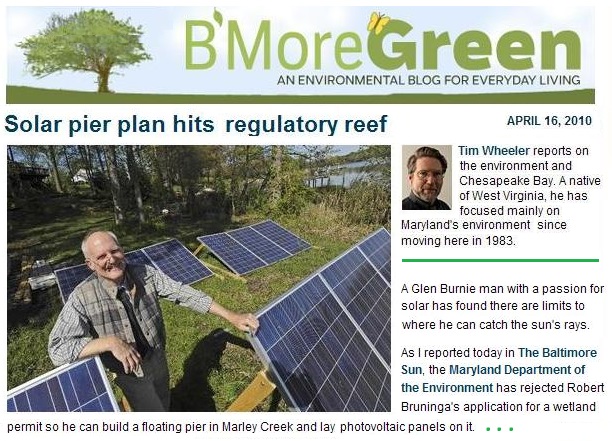 B'MoreGreen
AN ENVIRONMENTAL BLOG FOR EVERYDAY LIVING
Solar pier plan hits regulatory reef
APRIL 16, 2010
Tim Wheeler reports on
the environment and
Chesapeake Bay. A native
of West Virginia, he has
focused mainly on
Maryland's environment since
moving here in 1983.
A Glen Burnie man with a passion for
solar has found there are limits to
where he can catch the sun's rays.
As I reported today in The Baltimore
Sun, the Maryland Department of
the Environment has rejected Robert
Bruninga's application for a wetland
permit so he can build a floating pier in Marley Creek and lay photovoltaic panels on it. . . .